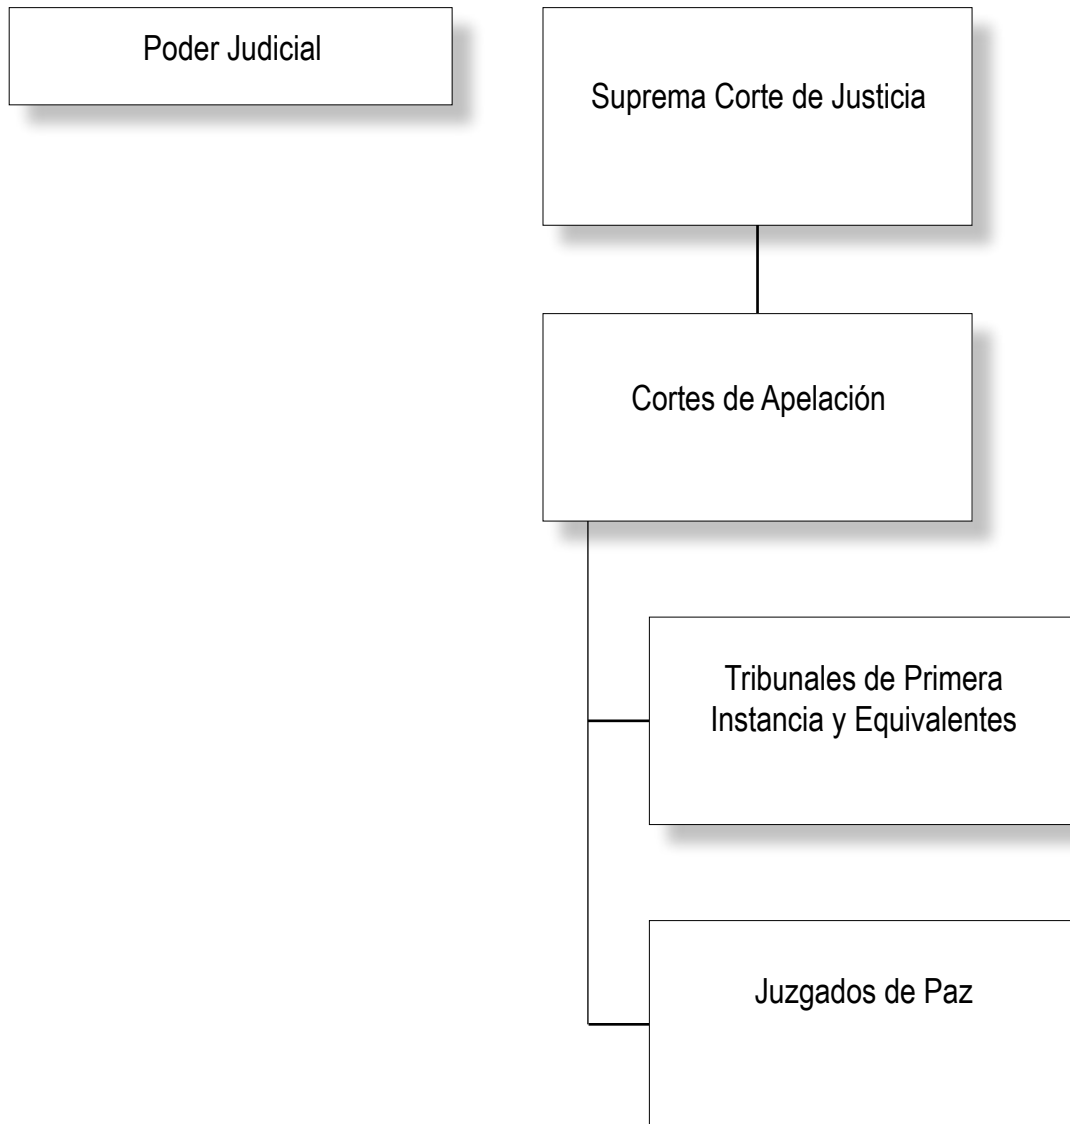 Poder Judicial
Suprema Corte de Justicia
Cortes de Apelación
Tribunales de Primera
Instancia y Equivalentes
Juzgados de Paz